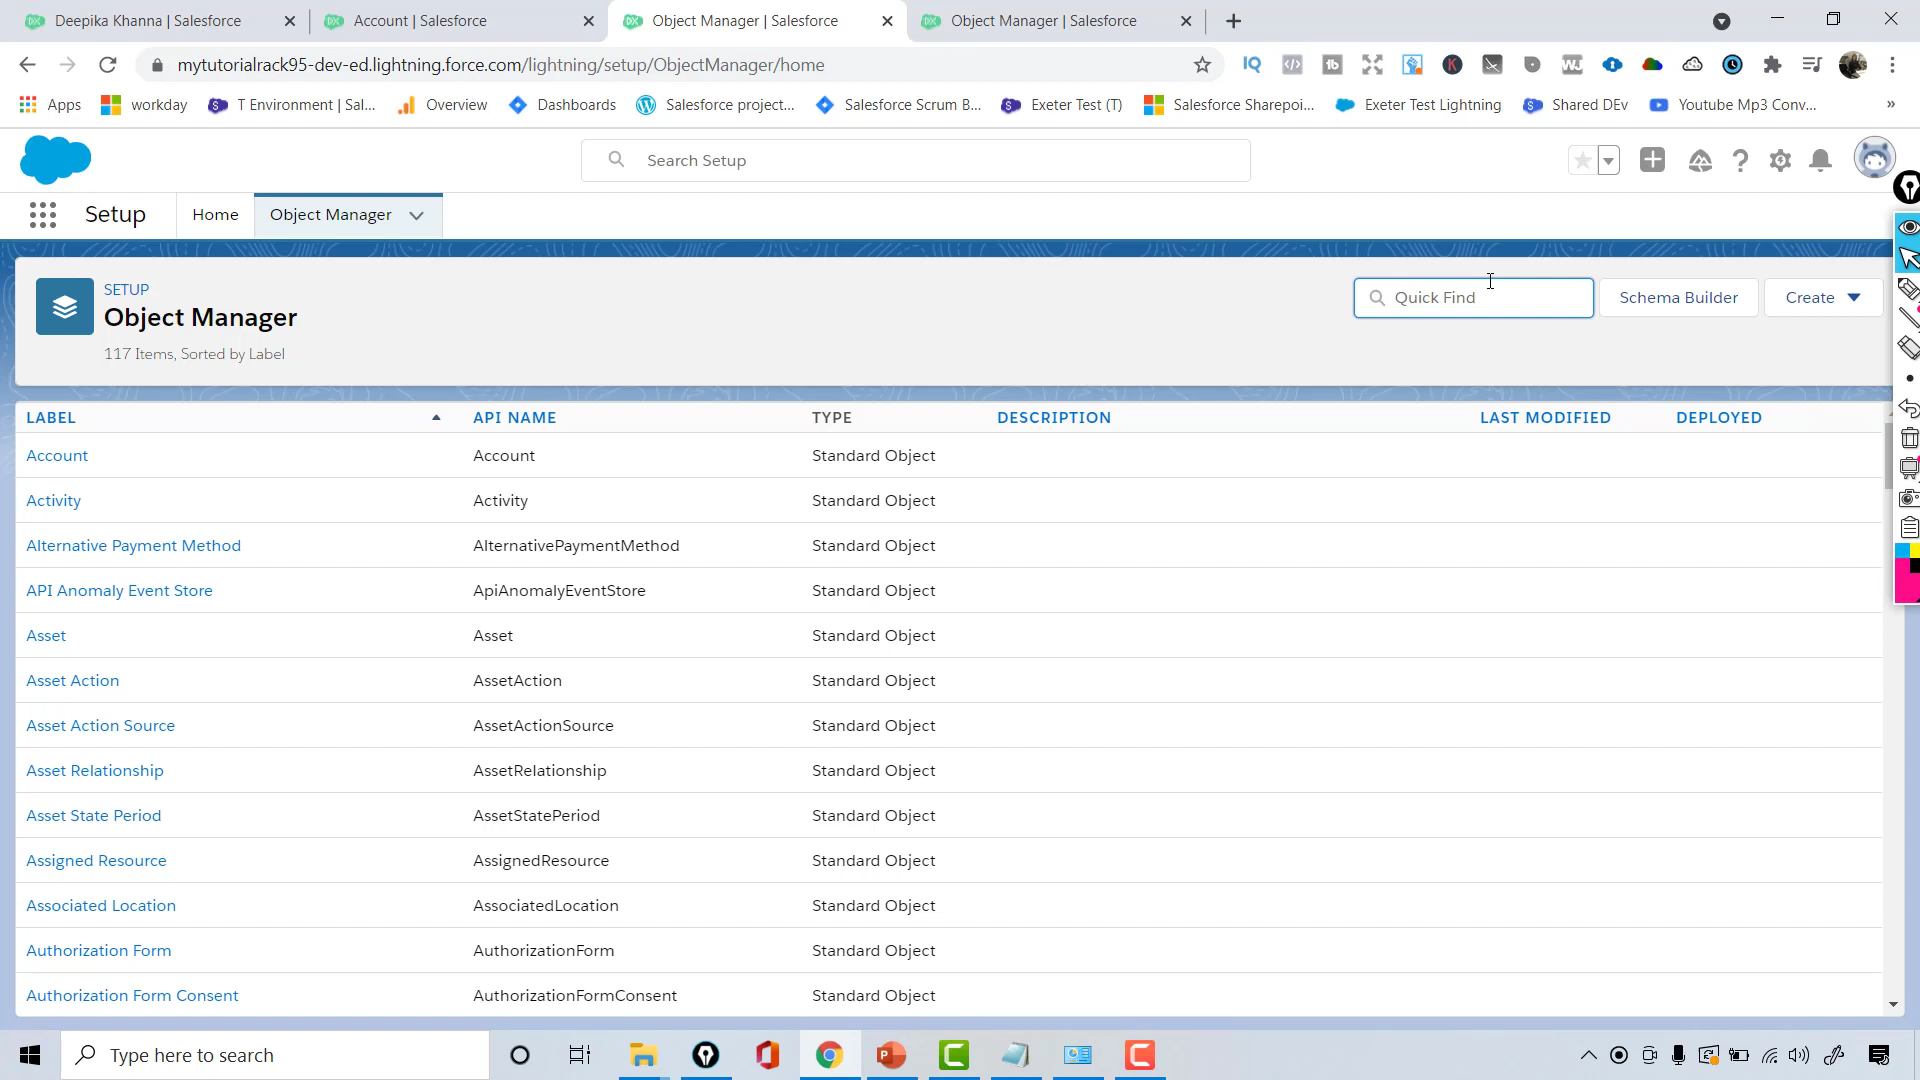 Deepika Khanna | Salesforce
Account | Salesforce
Object Manager | Salesforce
Object Manager | Salesforce
mytutorialrack95-dev-ed.lightning.force.com/lightning/setup/ObjectManager/home
Apps workday T Environment | Sal... Overview Dashboards Salesforce project... Salesforce Scrum B... Exeter Test (T) Salesforce Sharepoi... Exeter Test Lightning Shared DEv Youtube Mp3 Conv... »
Search Setup
Setup Home Object Manager
SETUP
Object Manager
117 Items, Sorted by Label
Quick Find
Schema Builder
Create
LABEL API NAME TYPE DESCRIPTION LAST MODIFIED DEPLOYED
Account Account Standard Object
Activity Activity Standard Object
Alternative Payment Method AlternativePaymentMethod Standard Object
API Anomaly Event Store ApiAnomalyEventStore Standard Object
Asset Asset Standard Object
Asset Action AssetAction Standard Object
Asset Action Source AssetActionSource Standard Object
Asset Relationship AssetRelationship Standard Object
Asset State Period AssetStatePeriod Standard Object
Assigned Resource AssignedResource Standard Object
Associated Location AssociatedLocation Standard Object
Authorization Form AuthorizationForm Standard Object
Authorization Form Consent AuthorizationFormConsent Standard Object
Type here to search